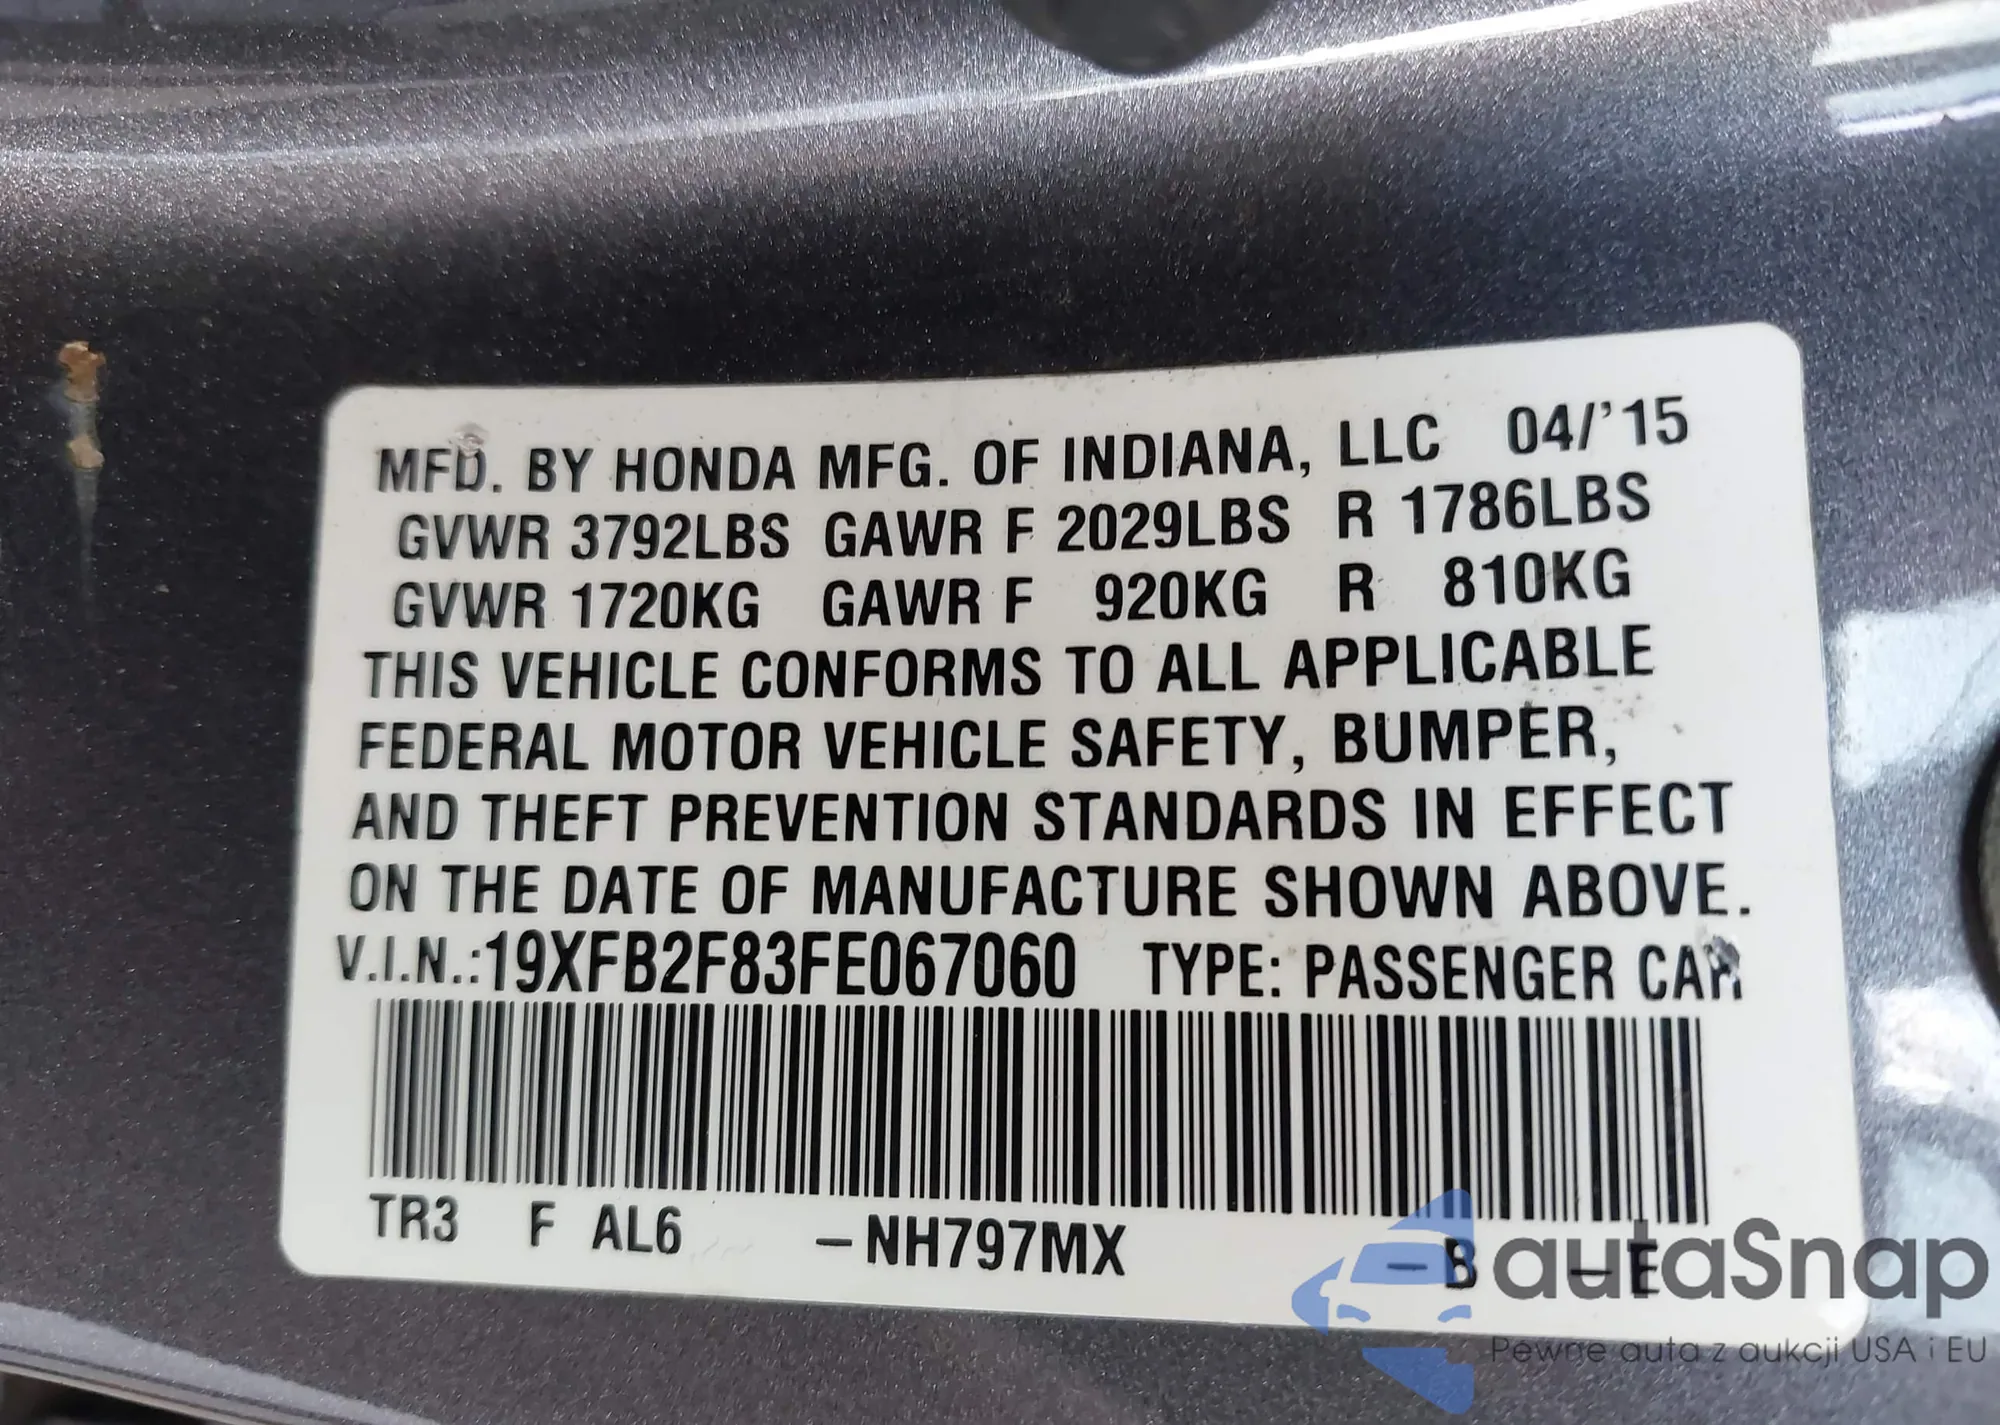 MFD. BY HONDA MFG. OF INDIANA, LLC 04/'15
GVWR 3792LBS GAWR F 2029LBS R 1786LBS
GVWR 1720KG GAWR F 920KG R 810KG
THIS VEHICLE CONFORMS TO ALL APPLICABLE
FEDERAL MOTOR VEHICLE SAFETY, BUMPER,
AND THEFT PREVENTION STANDARDS IN EFFECT
ON THE DATE OF MANUFACTURE SHOWN ABOVE.
V.I.N.:19XFB2F83FE067060 TYPE: PASSENGER CAR
TR3 F AL6 –NH797MX –B –E
autaSnap
Pewne auta z aukcji USA i EU